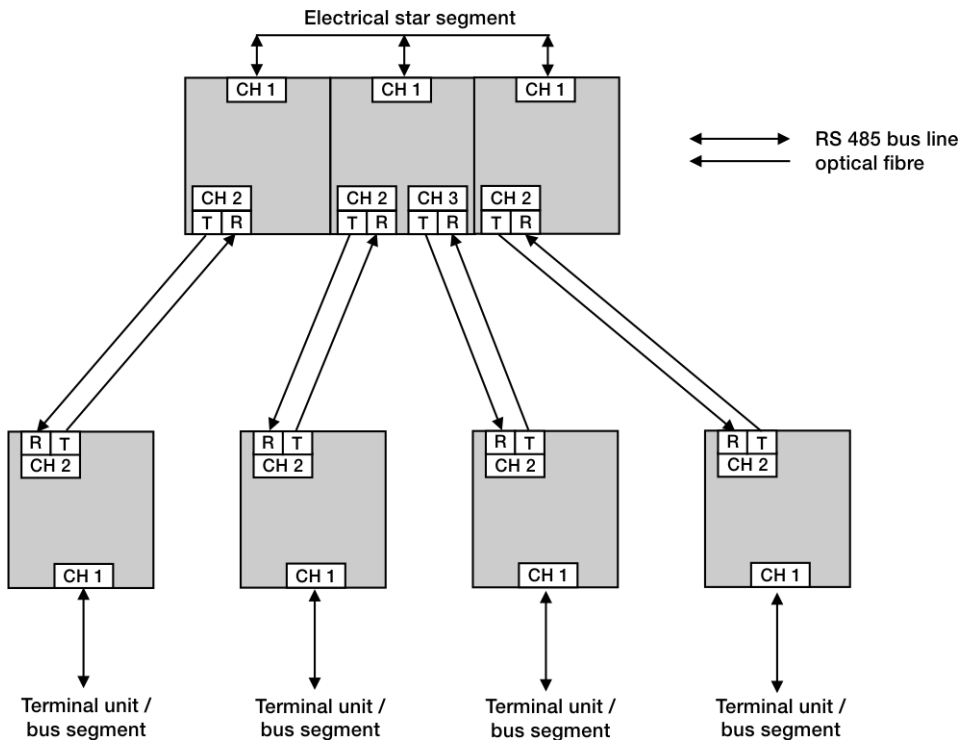 Electrical star segment
CH 1 CH 1 CH 1
RS 485 bus line
optical fibre
CH 2 CH 2 CH 3 CH 2
T R T R T R T R
R T R T R T R T
CH 2 CH 2 CH 2 CH 2
CH 1 CH 1 CH 1 CH 1
Terminal unit / Terminal unit / Terminal unit / Terminal unit /
bus segment bus segment bus segment bus segment